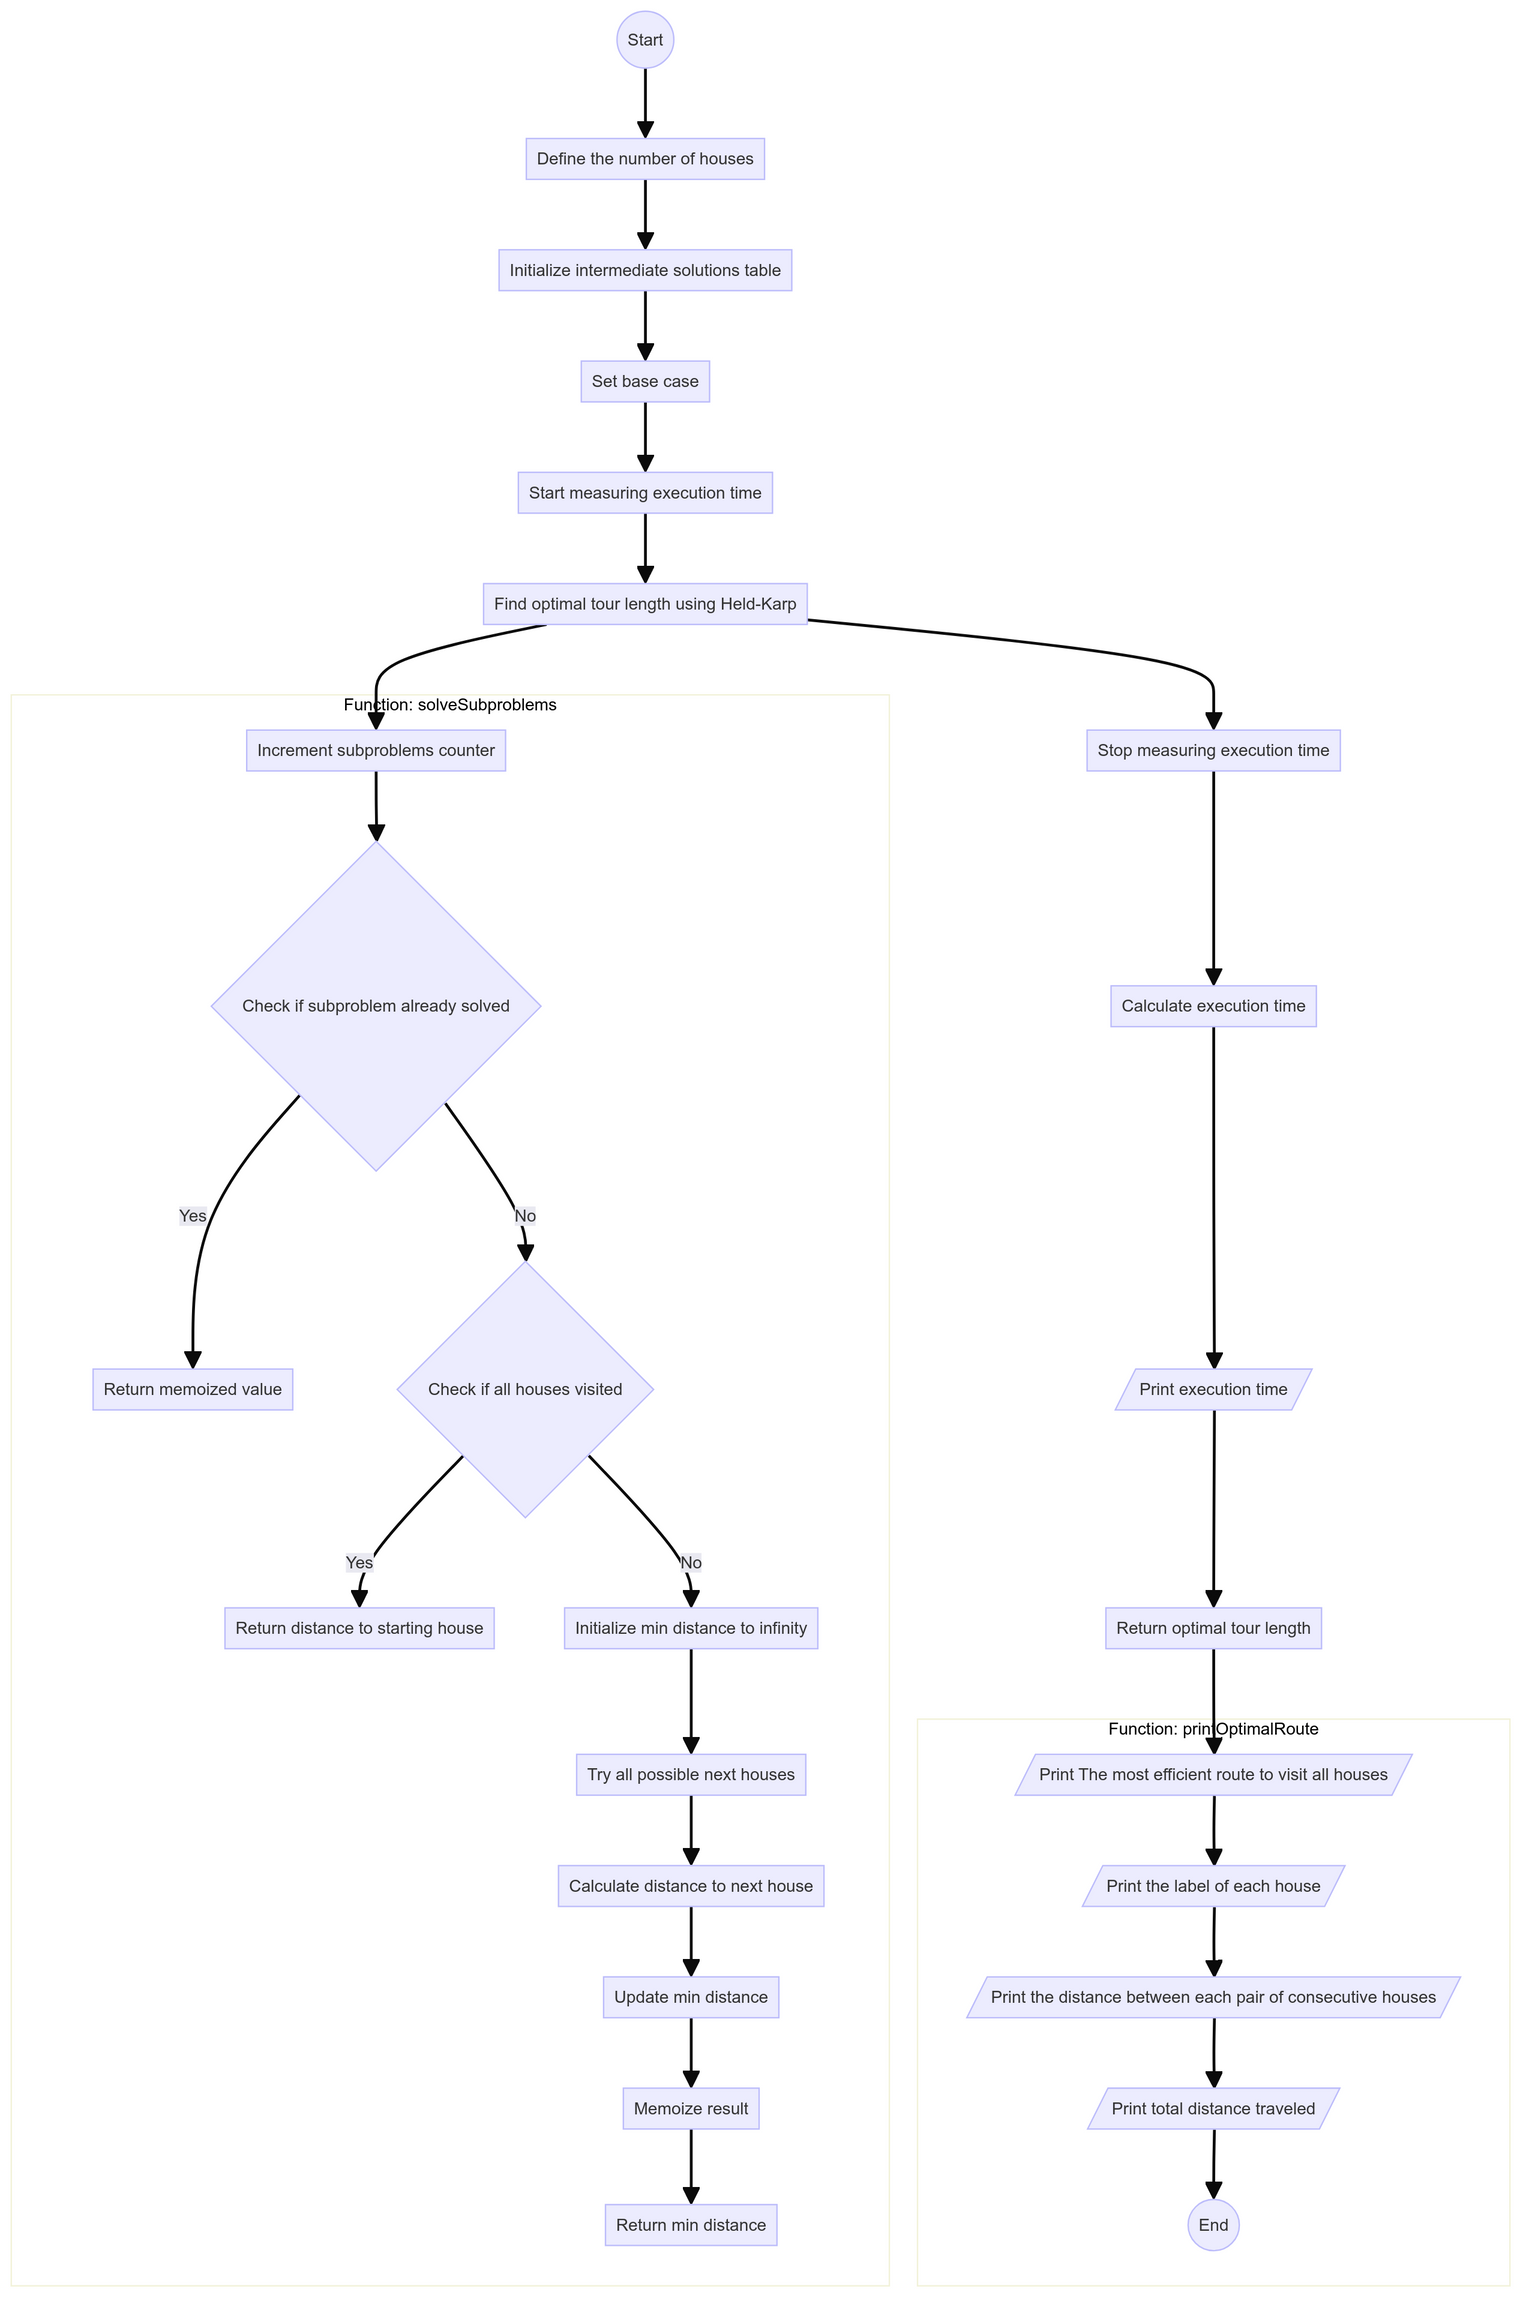 Start
Define the number of houses
Initialize intermediate solutions table
Set base case
Start measuring execution time
Find optimal tour length using Held-Karp
Function: solveSubproblems
Increment subproblems counter
Check if subproblem already solved
Yes
No
Return memoized value
Check if all houses visited
Yes
No
Return distance to starting house
Initialize min distance to infinity
Try all possible next houses
Calculate distance to next house
Update min distance
Memoize result
Return min distance
Stop measuring execution time
Calculate execution time
Print execution time
Return optimal tour length
Function: printOptimalRoute
Print The most efficient route to visit all houses
Print the label of each house
Print the distance between each pair of consecutive houses
Print total distance traveled
End